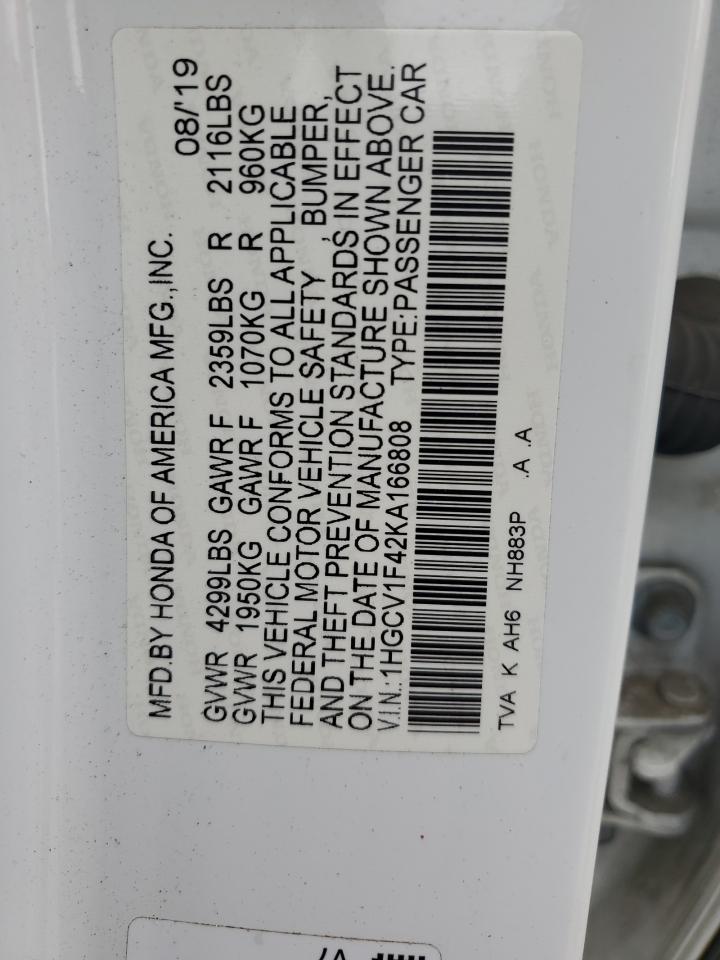 MFD.BY HONDA OF AMERICA MFG.,INC. 08/'19
GVWR 4299LBS GAWR F 2359LBS R 2116LBS
GVWR 1950KG GAWR F 1070KG R 960KG
THIS VEHICLE CONFORMS TO ALL APPLICABLE
FEDERAL MOTOR VEHICLE SAFETY , BUMPER,
AND THEFT PREVENTION STANDARDS IN EFFECT
ON THE DATE OF MANUFACTURE SHOWN ABOVE.
V.I.N.:1HGCV1F42KA166808 TYPE:PASSENGER CAR
TVA K AH6 NH883P .A .A